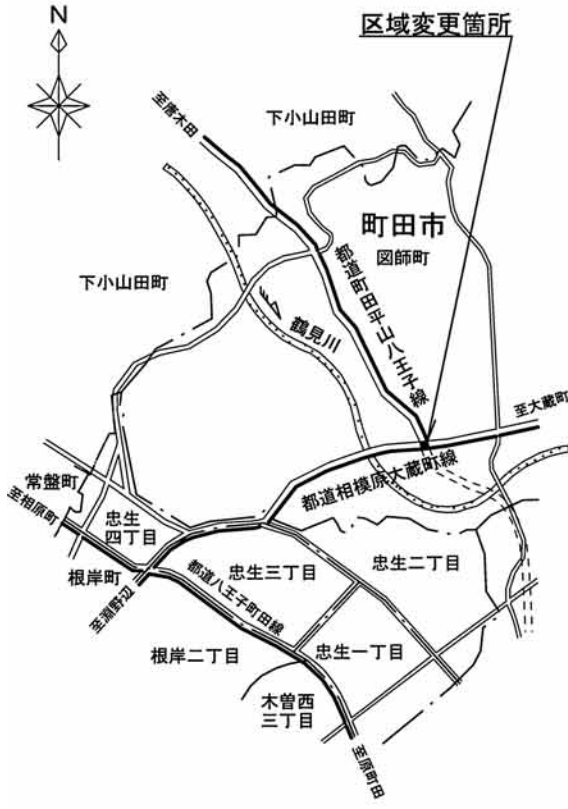 N
区域変更箇所
至唐木田
下小山田町
町田市
図師町
都道町田平山八王子線
下小山田町
鶴見川
至大蔵町
都道相模原大蔵町線
常盤町
至相原町
忠生
四丁目
根岸町
至淵野辺
都道八王子町田線
忠生三丁目
忠生二丁目
根岸二丁目
忠生一丁目
木曽西
三丁目
至原町田